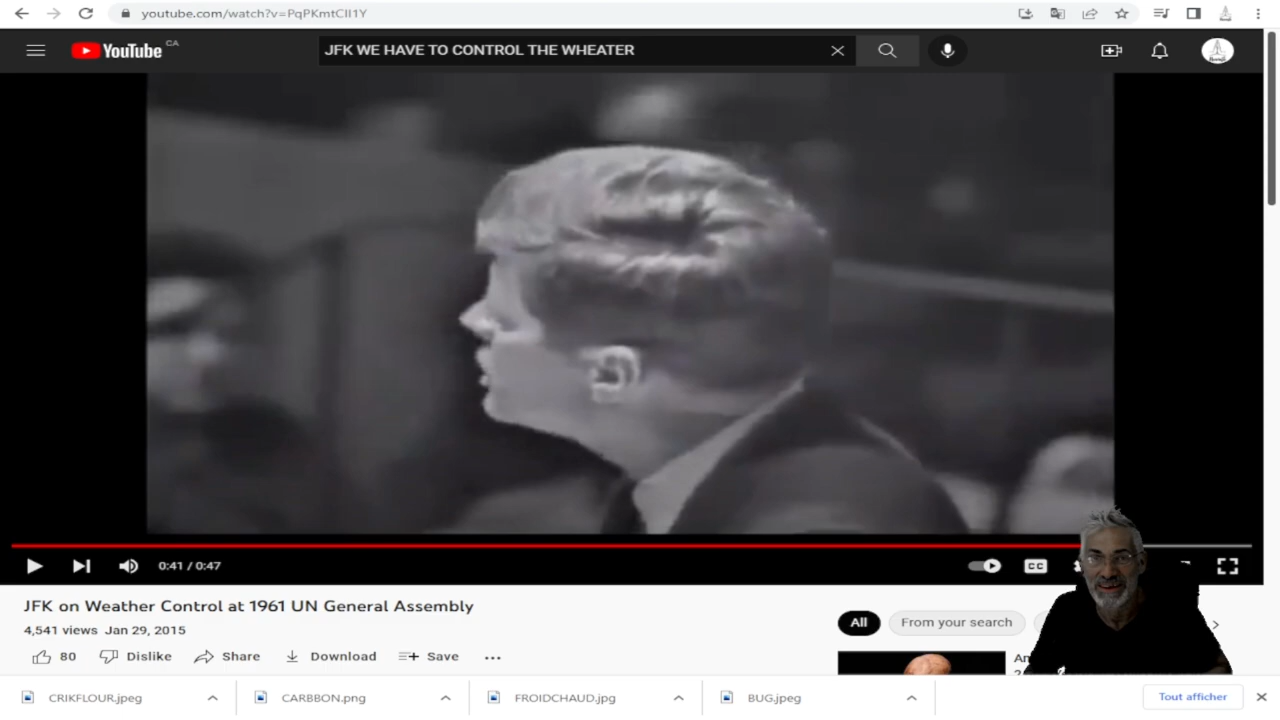 youtube.com/watch?v=PqPKmtCII1Y
YouTube CA
JFK WE HAVE TO CONTROL THE WHEATER
0:41 / 0:47
CC
JFK on Weather Control at 1961 UN General Assembly
4,541 views Jan 29, 2015
80 Dislike Share Download Save
All From your search
CRIKFLOUR.jpeg CARBBON.png FROIDCHAUD.jpg BUG.jpeg Tout afficher